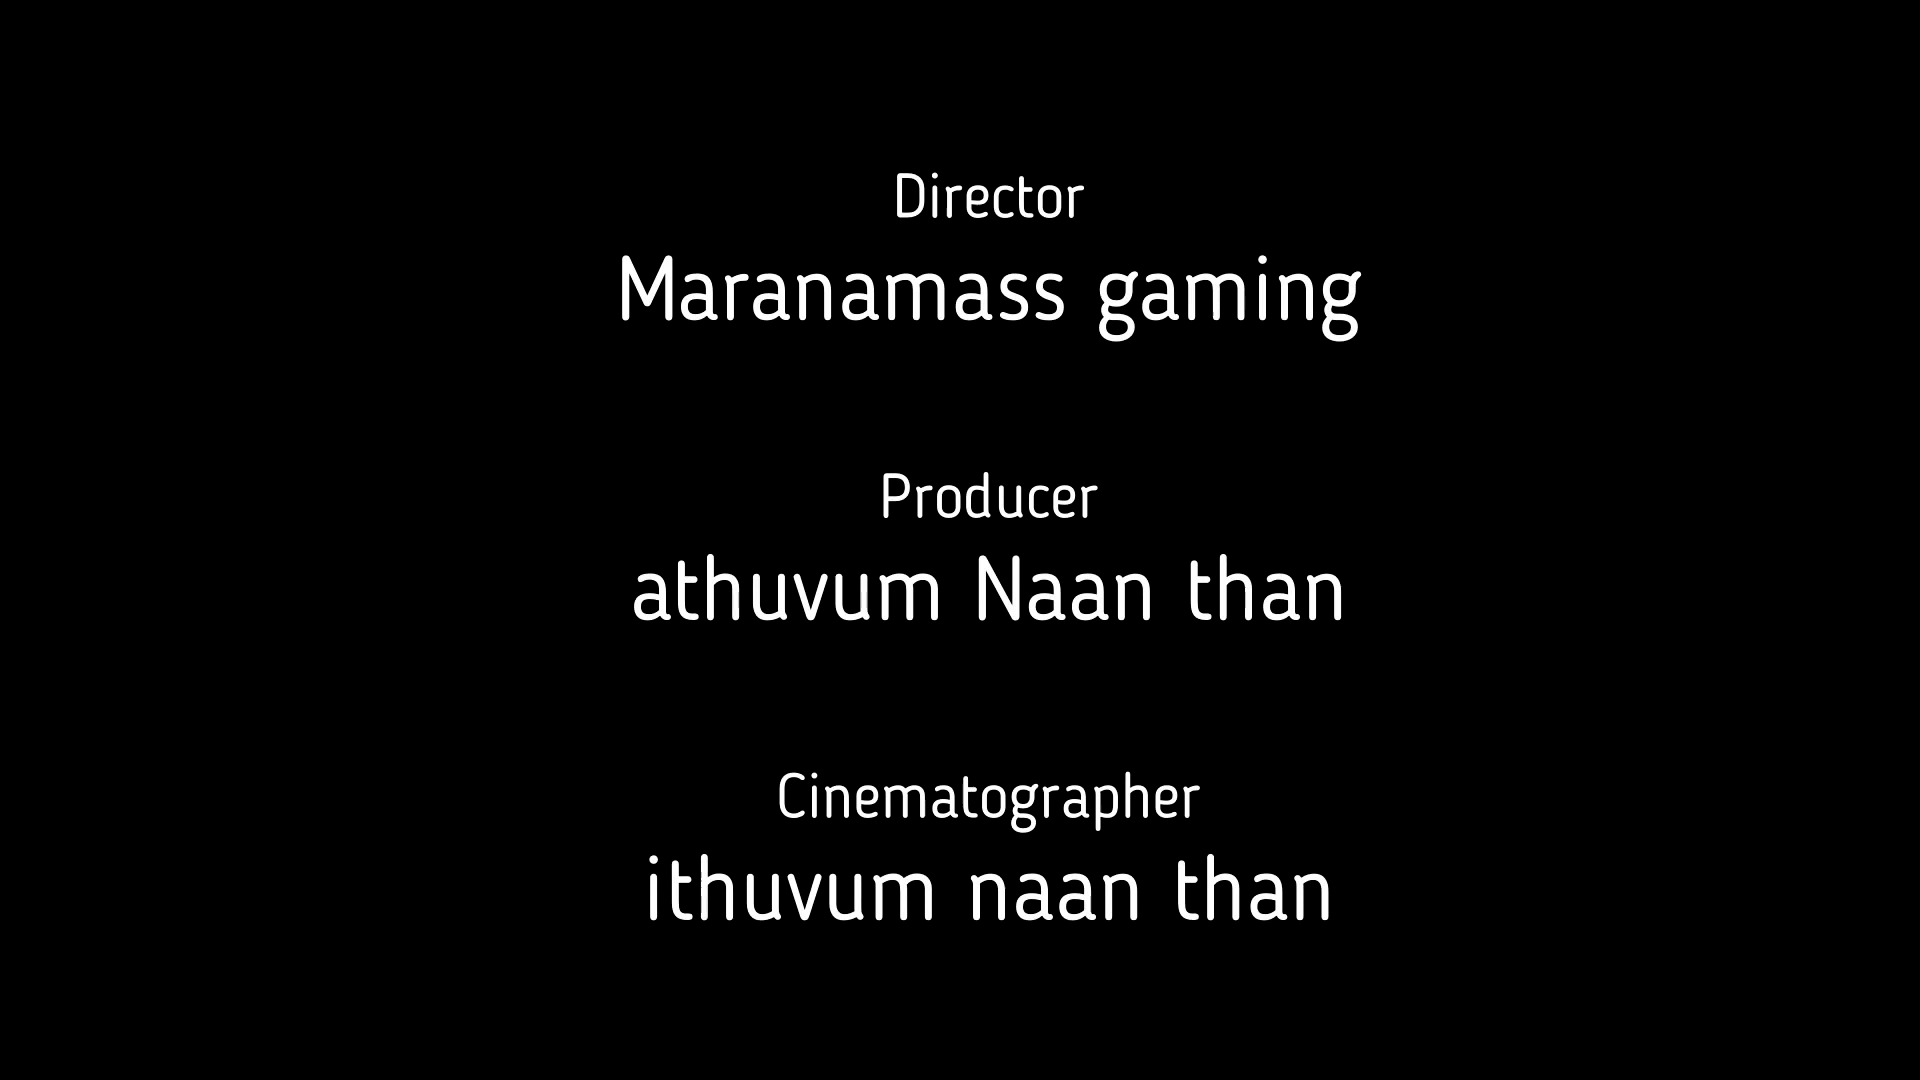 Director
Maranamass gaming
Producer
athuvum Naan than
Cinematographer
ithuvum naan than